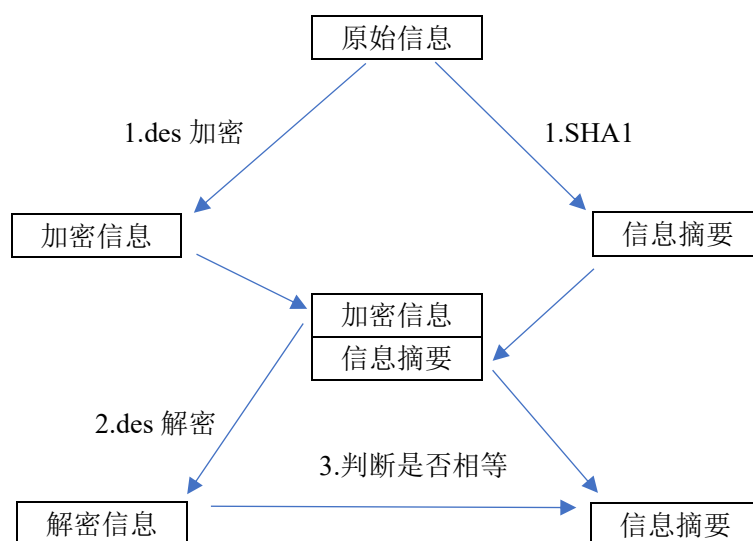 原始信息
1.des 加密
1.SHA1
加密信息
信息摘要
加密信息
信息摘要
2.des 解密
3.判断是否相等
解密信息
信息摘要